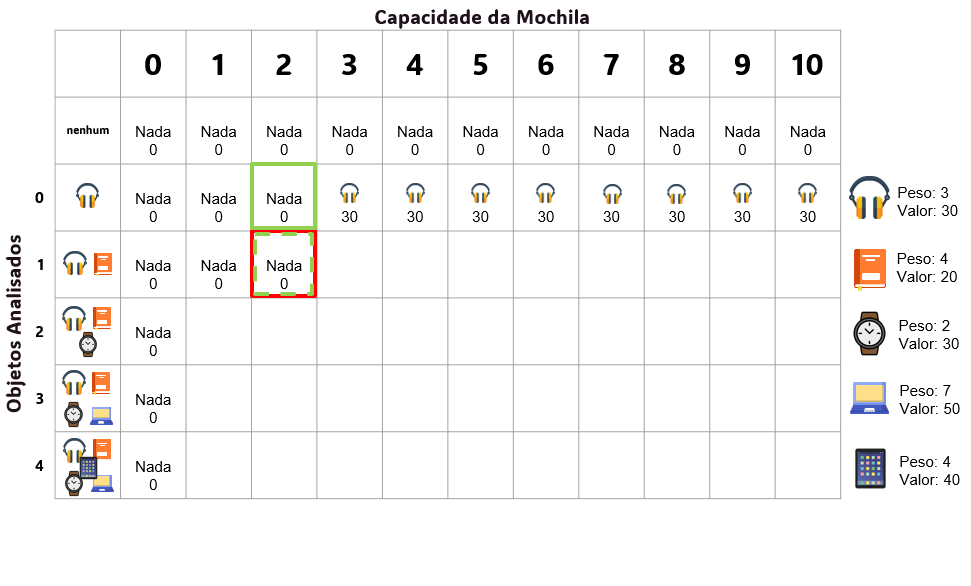 Capacidade da Mochila
0 1 2 3 4 5 6 7 8 9 10
nenhum Nada Nada Nada Nada Nada Nada Nada Nada Nada Nada Nada
0 0 0 0 0 0 0 0 0 0 0
Objetos Analisados
0 Nada Nada Nada
0 0 0 30 30 30 30 30 30 30 30
Peso: 3
Valor: 30
1 Nada Nada Nada
0 0 0
Peso: 4
Valor: 20
2 Nada
0
Peso: 2
Valor: 30
3 Nada
0
Peso: 7
Valor: 50
4 Nada
0
Peso: 4
Valor: 40